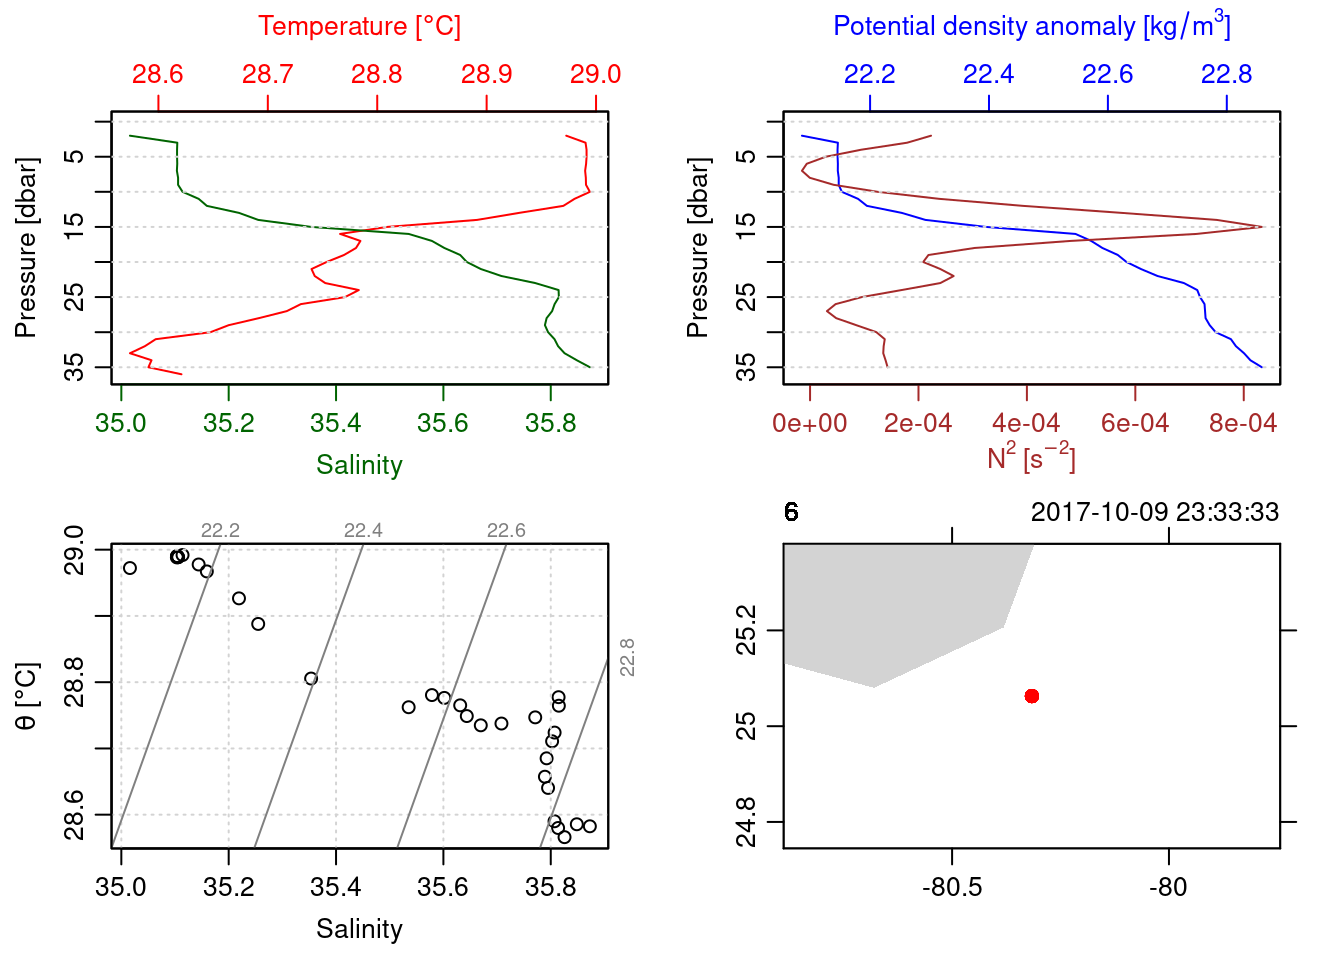 Temperature [°C]
28.6 28.7 28.8 28.9 29.0
Pressure [dbar]
5
15
25
35
35.0 35.2 35.4 35.6 35.8
Salinity
Potential density anomaly [kg/m³]
22.2 22.4 22.6 22.8
Pressure [dbar]
5
15
25
35
0e+00 2e-04 4e-04 6e-04 8e-04
N² [s⁻²]
22.2 22.4 22.6
22.8
θ [°C]
29.0
28.8
28.6
35.0 35.2 35.4 35.6 35.8
Salinity
6 2017-10-09 23:33:33
25.2
25
24.8
-80.5 -80